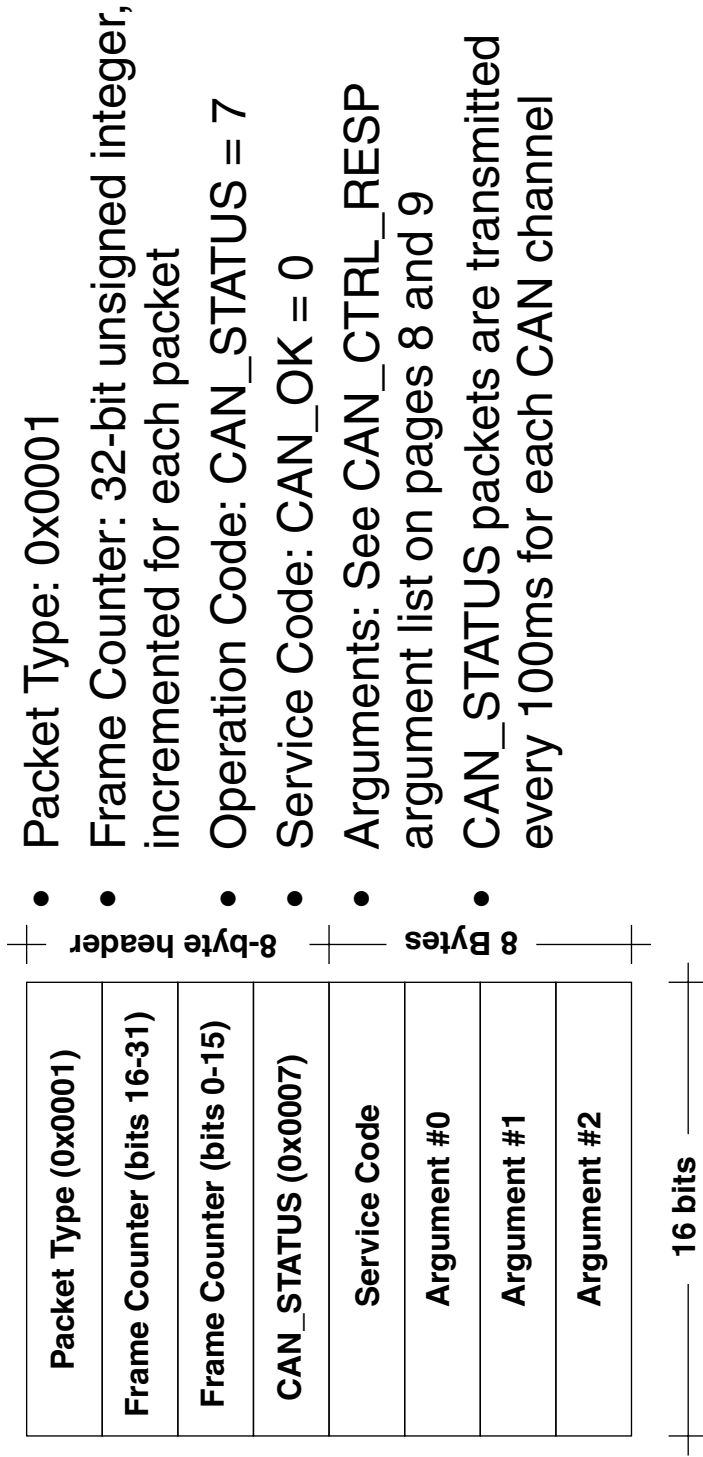 Packet Type (0x0001)
Frame Counter (bits 16-31)
Frame Counter (bits 0-15)
CAN_STATUS (0x0007)
Service Code
Argument #0
Argument #1
Argument #2
8-byte header
8 Bytes
16 bits
• Packet Type: 0x0001
• Frame Counter: 32-bit unsigned integer,
incremented for each packet
• Operation Code: CAN_STATUS = 7
• Service Code: CAN_OK = 0
• Arguments: See CAN_CTRL_RESP
argument list on pages 8 and 9
• CAN_STATUS packets are transmitted
every 100ms for each CAN channel